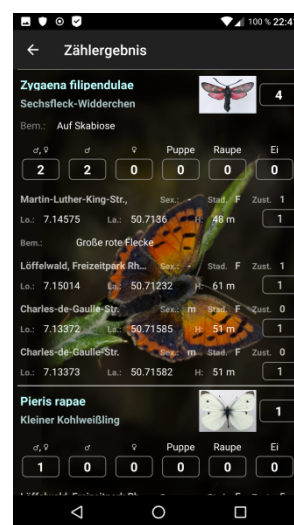 100 % 22:41
Zählergebnis
Zygaena filipendulae
4
Sechsfleck-Widderchen
Bem.: Auf Skabiose
♂,♀ ♂ ♀ Puppe Raupe Ei
2 2 0 0 0 0
Martin-Luther-King-Str., Sex.: - Stad. F Zust. 1
Lo.: 7.14575 La.: 50.7136 H: 48 m 1
Bem.: Große rote Flecke
Löffelwald, Freizeitpark Rh... Sex.: - Stad. F Zust. 1
Lo.: 7.15014 La.: 50.71232 H: 61 m 1
Charles-de-Gaulle-Str. Sex.: m Stad. F Zust. 0
Lo.: 7.13372 La.: 50.71585 H: 51 m 1
Charles-de-Gaulle-Str. Sex.: m Stad. F Zust. 0
Lo.: 7.13373 La.: 50.71582 H: 51 m 1
Pieris rapae
1
Kleiner Kohlweißling
♂,♀ ♂ ♀ Puppe Raupe Ei
1 0 0 0 0 0